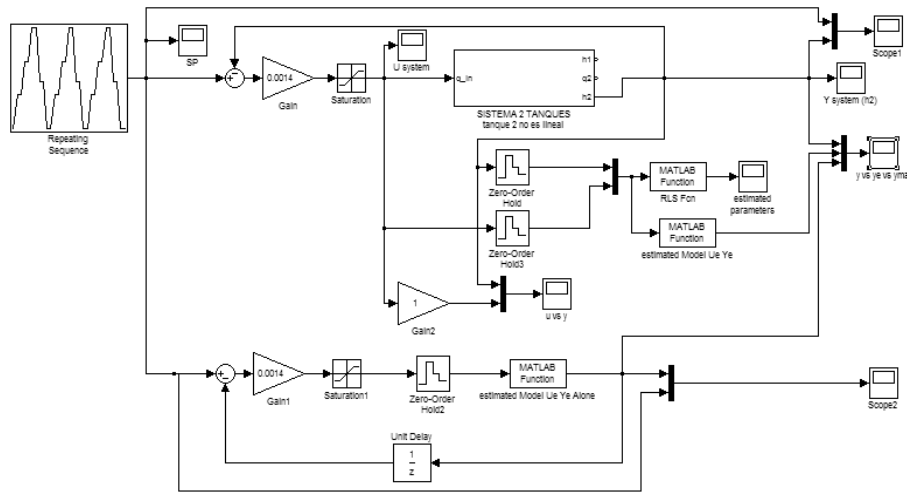 SP
U system
Scope1
0.0014
Gain
Saturation
q_in
h1
q2
h2
SISTEMA 2 TANQUES
tanque 2 no es lineal
Y system (h2)
Repeating
Sequence
y vs ye vs yma
Zero-Order
Hold
MATLAB
Function
RLS Fcn
estimated
parameters
Zero-Order
Hold3
MATLAB
Function
estimated Model Ue Ye
1
Gain2
u vs y
0.0014
Gain1
Saturation1
Zero-Order
Hold2
MATLAB
Function
estimated Model Ue Ye Alone
Scope2
Unit Delay
1
z